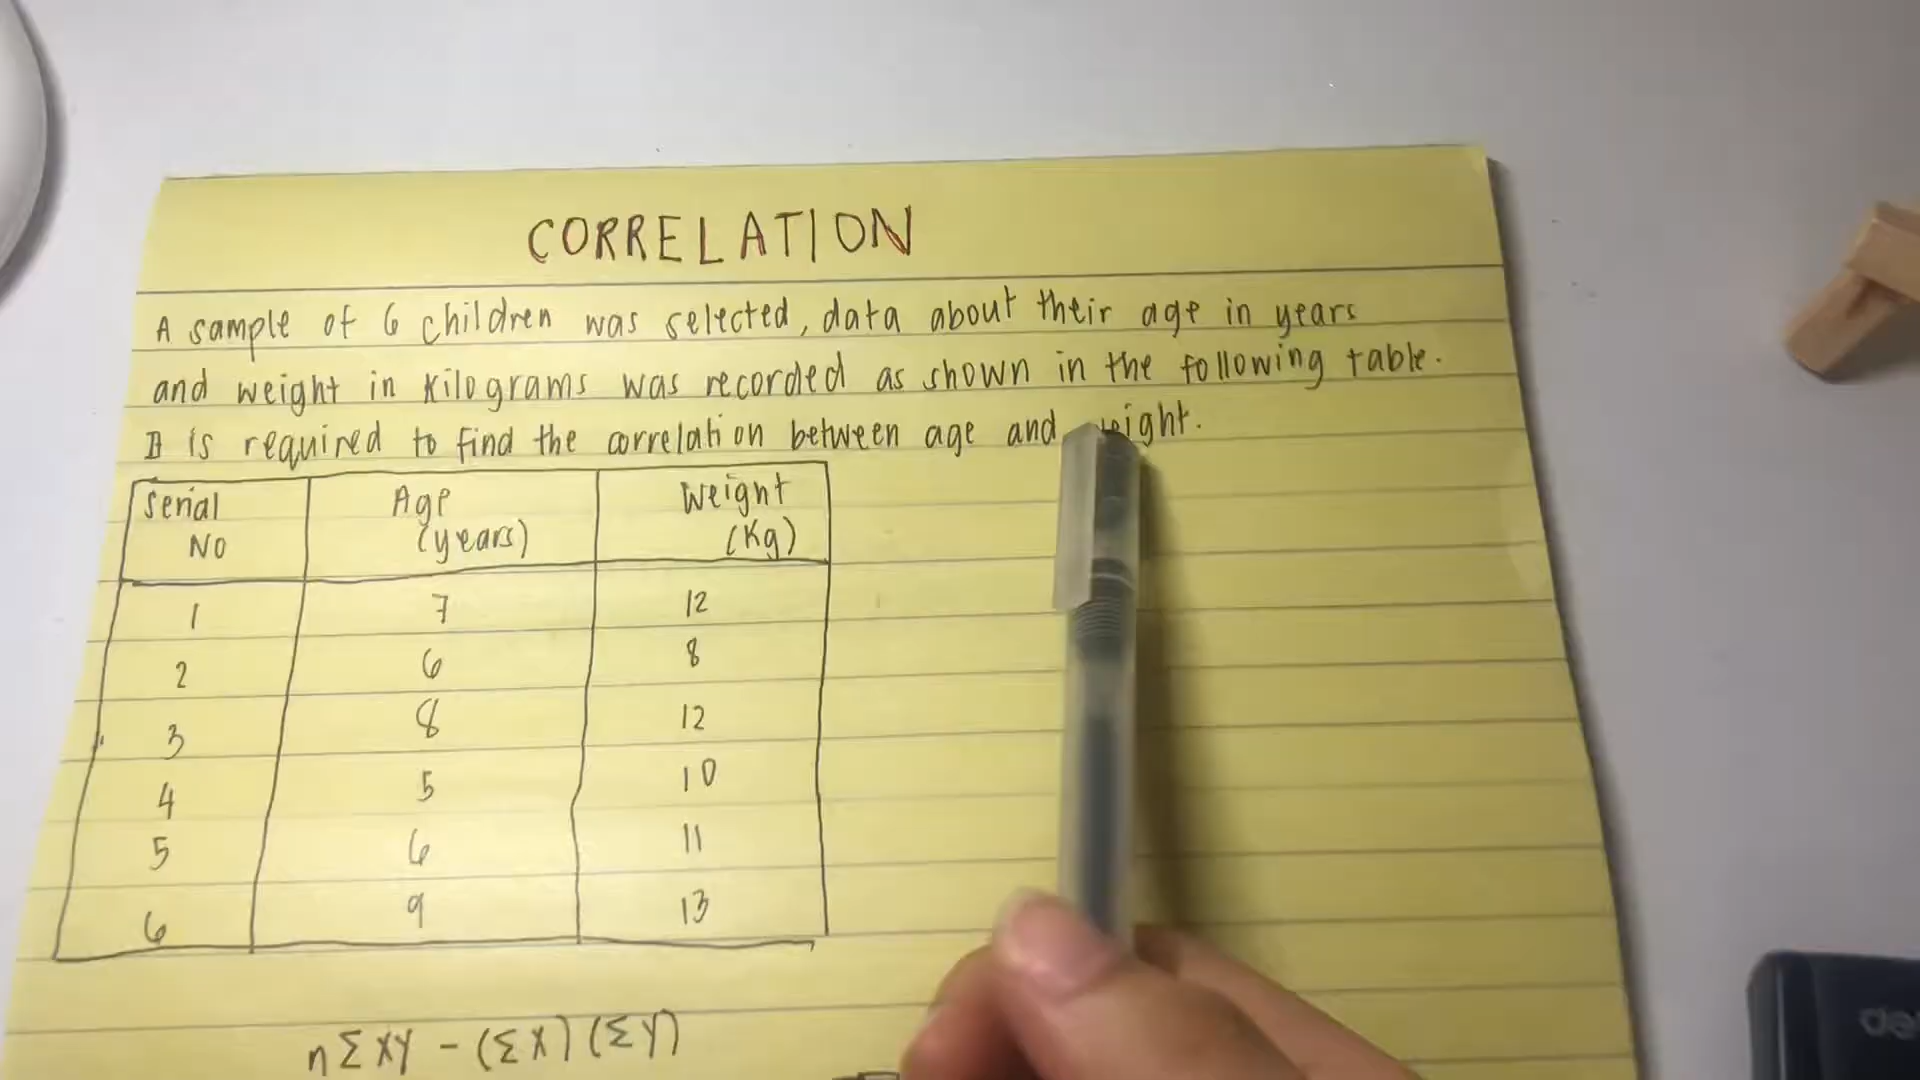 CORRELATION
A sample of 6 children was selected, data about their age in years
and weight in Kilograms was recorded as shown in the following table.
It is required to find the correlation between age and weight.
Serial NO Age (years) Weight (Kg)
1 7 12
2 6 8
3 8 12
4 5 10
5 6 11
6 9 13
n Σ XY - (Σ X) (Σ Y)